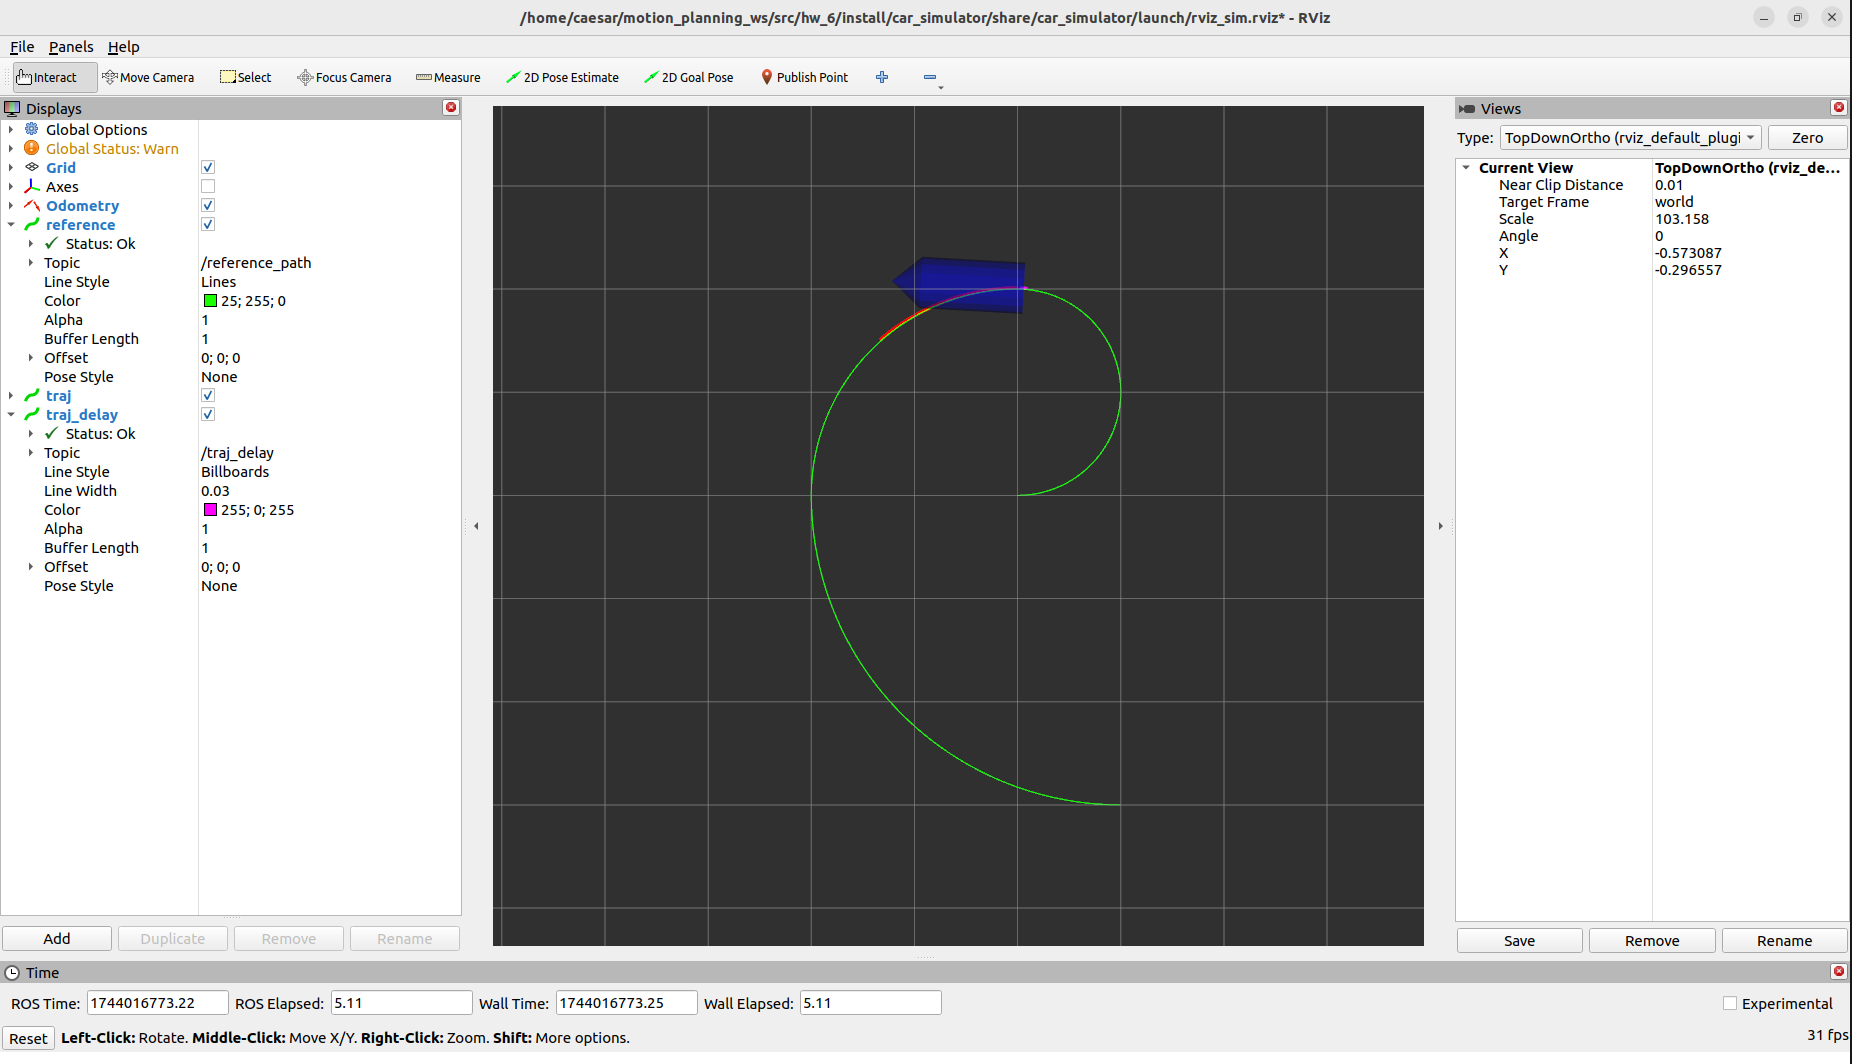 /home/caesar/motion_planning_ws/src/hw_6/install/car_simulator/share/car_simulator/launch/rviz_sim.rviz* - RViz
File Panels Help
Interact Move Camera Select Focus Camera Measure 2D Pose Estimate 2D Goal Pose Publish Point
Displays
Global Options
Global Status: Warn
Grid
Axes
Odometry
reference
Status: Ok
Topic /reference_path
Line Style Lines
Color 25; 255; 0
Alpha 1
Buffer Length 1
Offset 0; 0; 0
Pose Style None
traj
traj_delay
Status: Ok
Topic /traj_delay
Line Style Billboards
Line Width 0.03
Color 255; 0; 255
Alpha 1
Buffer Length 1
Offset 0; 0; 0
Pose Style None
Add Duplicate Remove Rename
Views
Type: TopDownOrtho (rviz_default_plugi Zero
Current View TopDownOrtho (rviz_de...
Near Clip Distance 0.01
Target Frame world
Scale 103.158
Angle 0
X -0.573087
Y -0.296557
Save Remove Rename
Time
ROS Time: 1744016773.22 ROS Elapsed: 5.11 Wall Time: 1744016773.25 Wall Elapsed: 5.11 Experimental
Reset Left-Click: Rotate. Middle-Click: Move X/Y. Right-Click: Zoom. Shift: More options. 31 fps